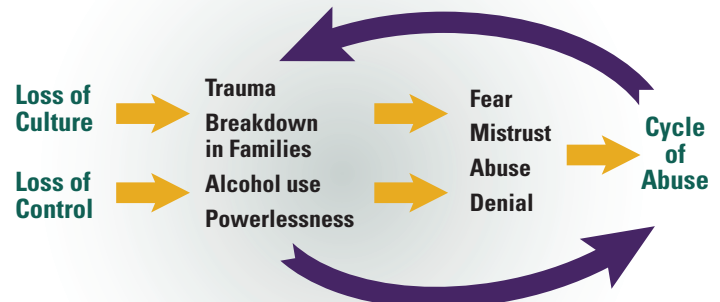 Loss of
Culture
Loss of
Control
Trauma
Breakdown
in Families
Alcohol use
Powerlessness
Fear
Mistrust
Abuse
Denial
Cycle
of
Abuse